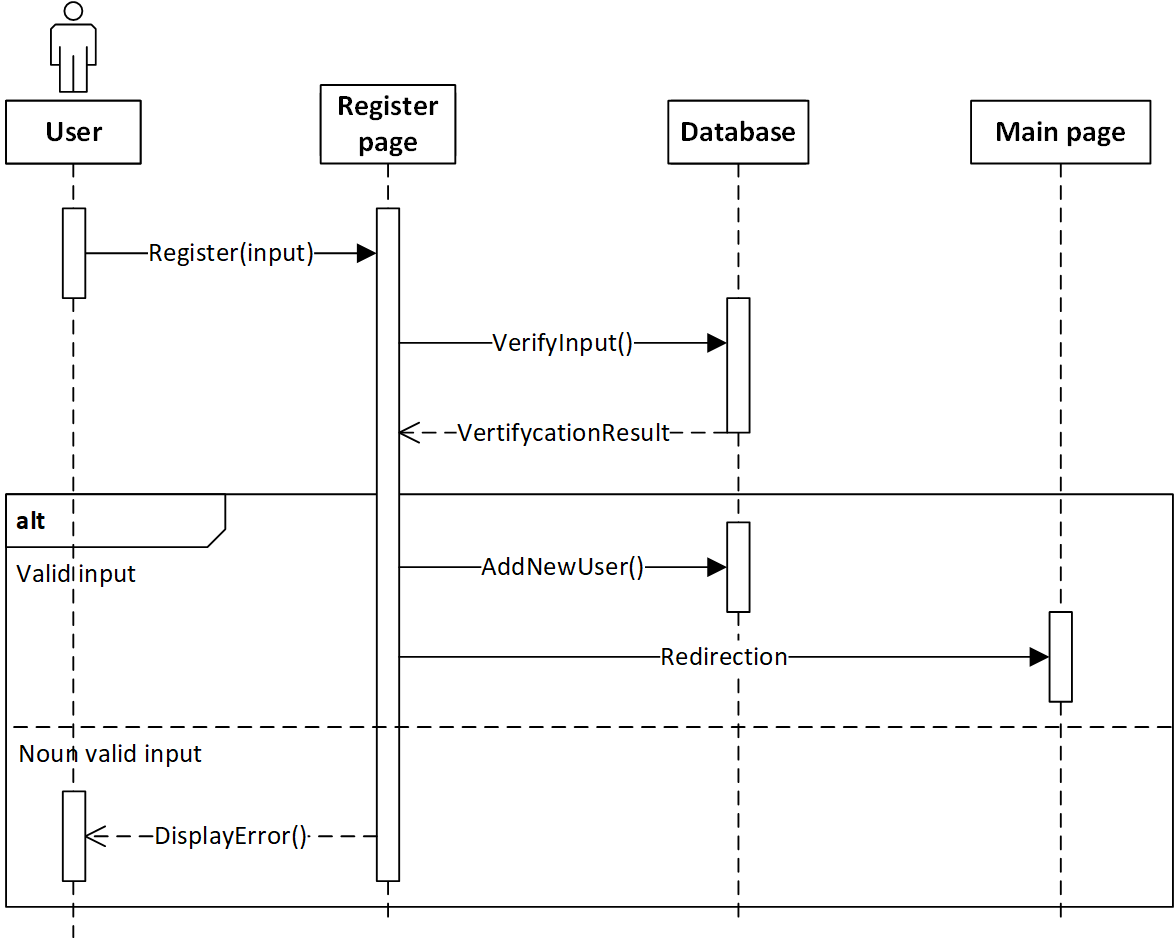 User
Register
page
Database
Main page
Register(input)
VerifyInput()
VertifycationResult
alt
Valid input
AddNewUser()
Redirection
Noun valid input
DisplayError()